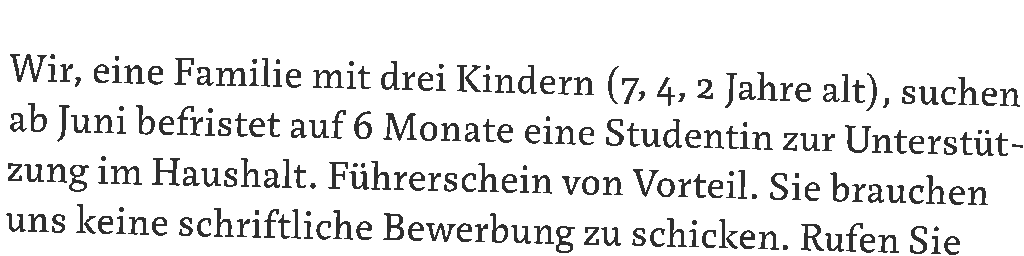 Wir, eine Familie mit drei Kindern (7, 4, 2 Jahre alt), suchen
ab Juni befristet auf 6 Monate eine Studentin zur Unterstüt-
zung im Haushalt. Führerschein von Vorteil. Sie brauchen
uns keine schriftliche Bewerbung zu schicken. Rufen Sie